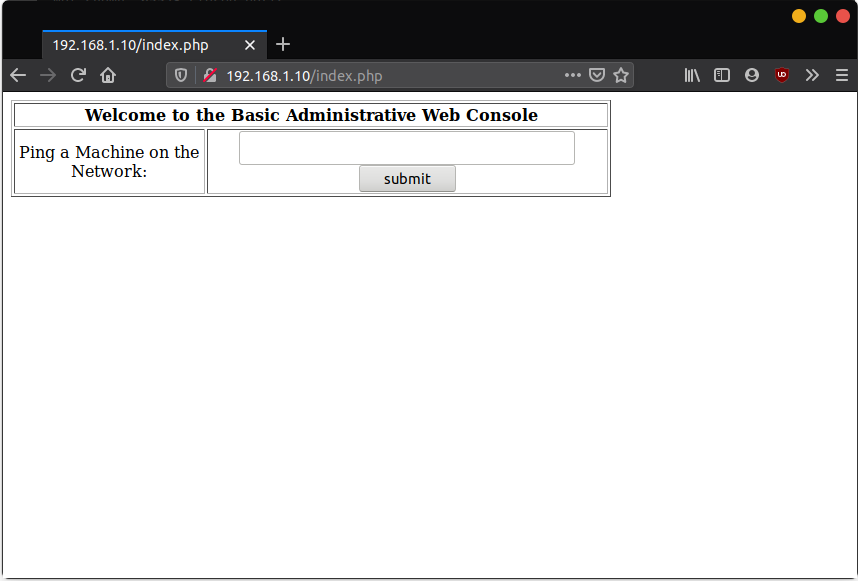 192.168.1.10/index.php
192.168.1.10/index.php
Welcome to the Basic Administrative Web Console
Ping a Machine on the
Network:
submit